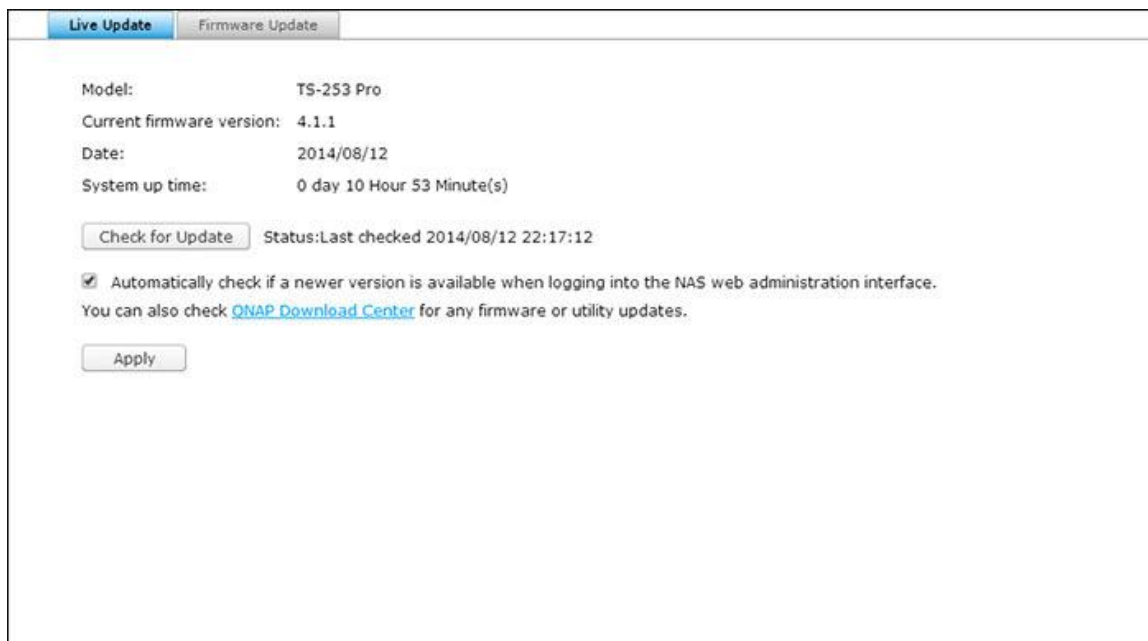 Live Update
Firmware Update
Model: TS-253 Pro
Current firmware version: 4.1.1
Date: 2014/08/12
System up time: 0 day 10 Hour 53 Minute(s)
Check for Update Status:Last checked 2014/08/12 22:17:12
Automatically check if a newer version is available when logging into the NAS web administration interface.
You can also check QNAP Download Center for any firmware or utility updates.
Apply